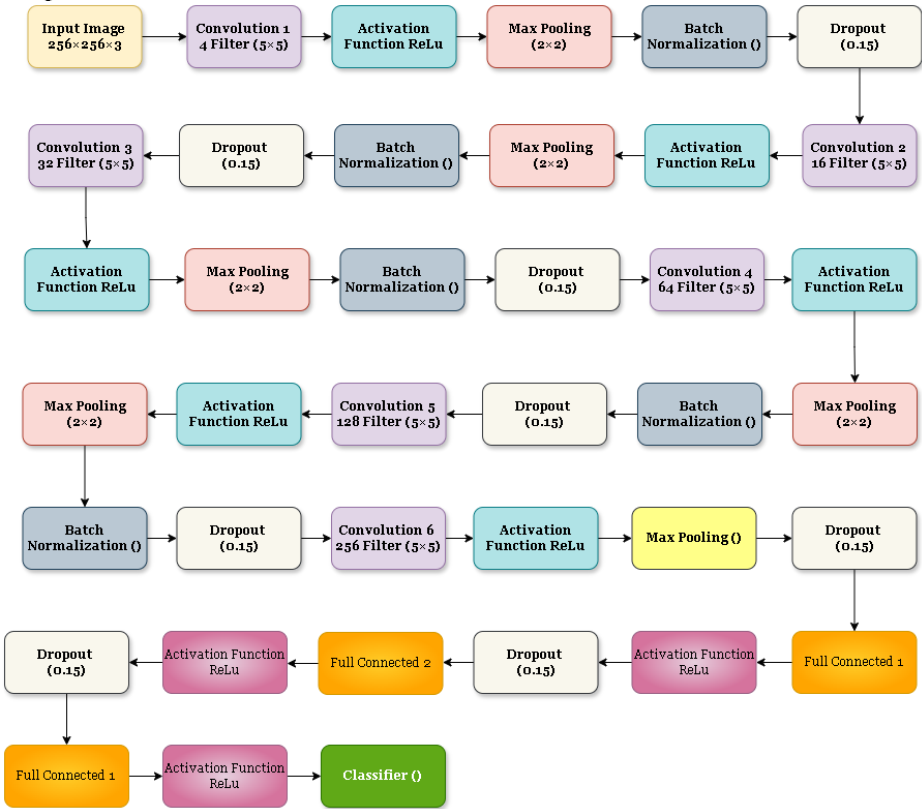 Input Image
256×256×3
Convolution 1
4 Filter (5×5)
Activation
Function ReLu
Max Pooling
(2×2)
Batch
Normalization ()
Dropout
(0.15)
Convolution 3
32 Filter (5×5)
Dropout
(0.15)
Batch
Normalization ()
Max Pooling
(2×2)
Activation
Function ReLu
Convolution 2
16 Filter (5×5)
Activation
Function ReLu
Max Pooling
(2×2)
Batch
Normalization ()
Dropout
(0.15)
Convolution 4
64 Filter (5×5)
Activation
Function ReLu
Max Pooling
(2×2)
Activation
Function ReLu
Convolution 5
128 Filter (5×5)
Dropout
(0.15)
Batch
Normalization ()
Max Pooling
(2×2)
Batch
Normalization ()
Dropout
(0.15)
Convolution 6
256 Filter (5×5)
Activation
Function ReLu
Max Pooling ()
Dropout
(0.15)
Dropout
(0.15)
Activation Function
ReLu
Full Connected 2
Dropout
(0.15)
Activation Function
ReLu
Full Connected 1
Full Connected 1
Activation Function
ReLu
Classifier ()